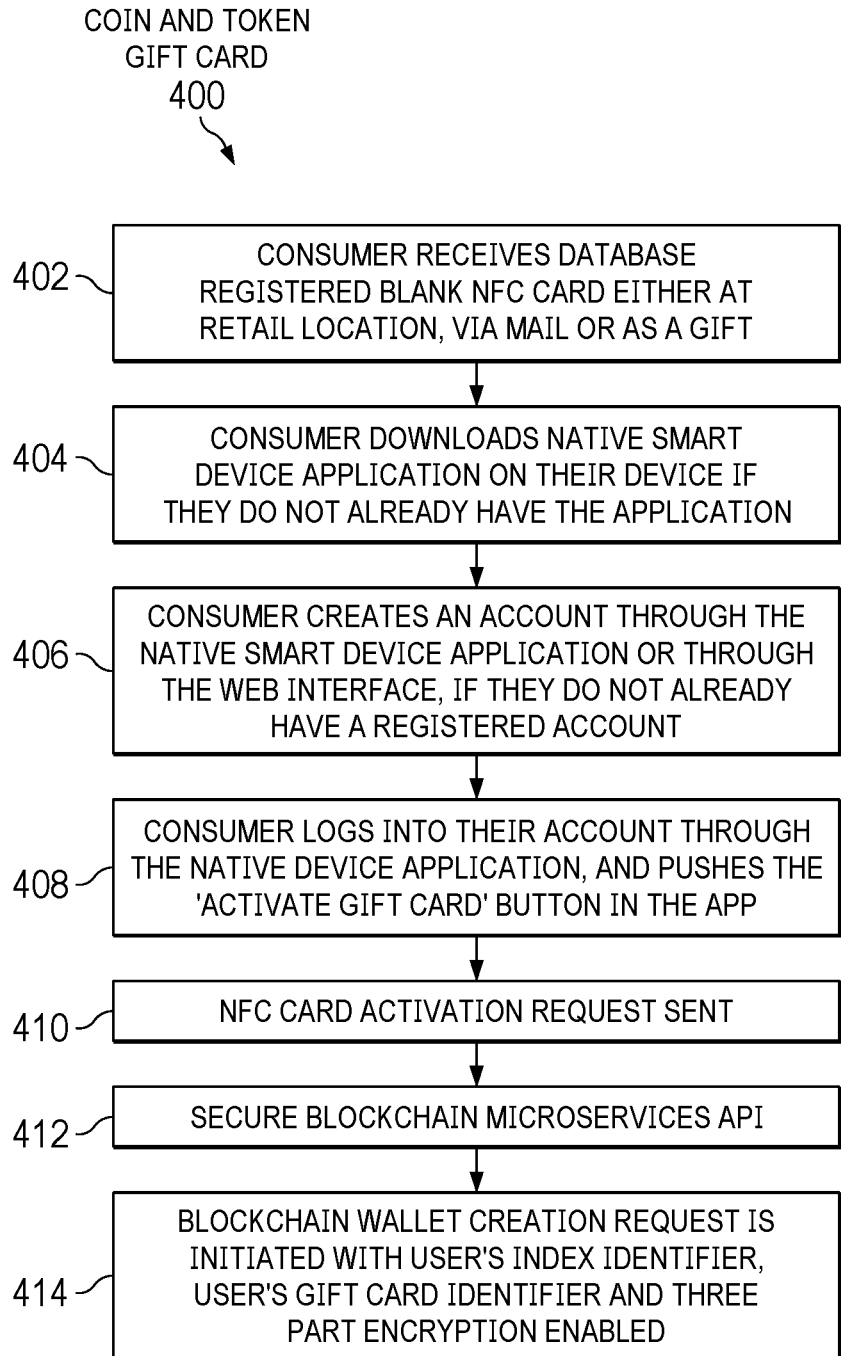 COIN AND TOKEN
GIFT CARD
400
402
CONSUMER RECEIVES DATABASE
REGISTERED BLANK NFC CARD EITHER AT
RETAIL LOCATION, VIA MAIL OR AS A GIFT
404
CONSUMER DOWNLOADS NATIVE SMART
DEVICE APPLICATION ON THEIR DEVICE IF
THEY DO NOT ALREADY HAVE THE APPLICATION
406
CONSUMER CREATES AN ACCOUNT THROUGH THE
NATIVE SMART DEVICE APPLICATION OR THROUGH
THE WEB INTERFACE, IF THEY DO NOT ALREADY
HAVE A REGISTERED ACCOUNT
408
CONSUMER LOGS INTO THEIR ACCOUNT THROUGH
THE NATIVE DEVICE APPLICATION, AND PUSHES THE
'ACTIVATE GIFT CARD' BUTTON IN THE APP
410
NFC CARD ACTIVATION REQUEST SENT
412
SECURE BLOCKCHAIN MICROSERVICES API
414
BLOCKCHAIN WALLET CREATION REQUEST IS
INITIATED WITH USER'S INDEX IDENTIFIER,
USER'S GIFT CARD IDENTIFIER AND THREE
PART ENCRYPTION ENABLED